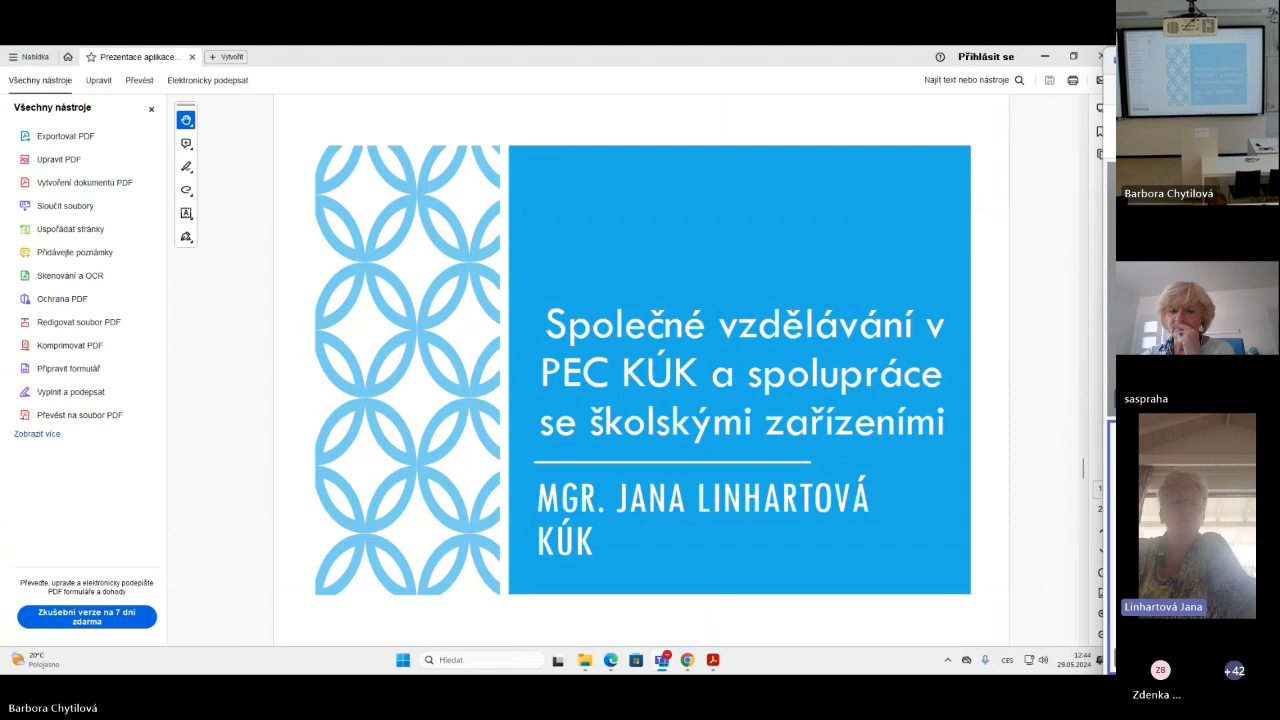 Nabídka
Prezentace aplikace...
Vytvořit
Přihlásit se
Všechny nástroje
Upravit
Převést
Elektronicky podepsat
Najít text nebo nástroje
Všechny nástroje
Exportovat PDF
Upravit PDF
Vytvoření dokumentu PDF
Sloučit soubory
Uspořádat stránky
Přidávejte poznámky
Skenování a OCR
Ochrana PDF
Redigovat soubor PDF
Komprimovat PDF
Připravit formulář
Vyplnit a podepsat
Převést na soubor PDF
Zobrazit více
Převeďte, upravte a elektronicky podepište
PDF formuláře a dohody
Zkušební verze na 7 dní
zdarma
Společné vzdělávání v
PEC KÚK a spolupráce
se školskými zařízeními
MGR. JANA LINHARTOVÁ
KÚK
20°C
Polojasno
Hledat
CES
12:44
29.05.2024
Barbora Chytilová
saspraha
Linhartová Jana
ZB
+42
Zdenka ...
Barbora Chytilová